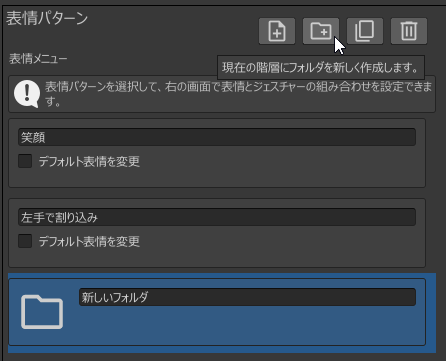 表情パターン
現在の階層にフォルダを新しく作成します。
表情メニュー
表情パターンを選択して、右の画面で表情とジェスチャーの組み合わせを設定できま
す。
笑顔
デフォルト表情を変更
左手で割り込み
デフォルト表情を変更
新しいフォルダ